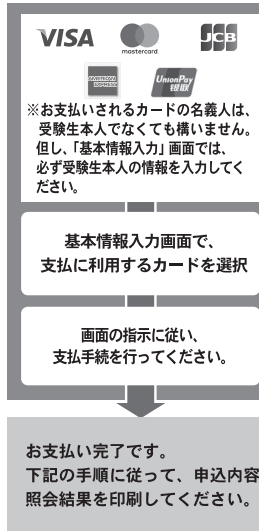 VISA mastercard JCB
AMERICAN EXPRESS UnionPay 银联
※お支払いされるカードの名義人は、
受験生本人でなくても構いません。
但し、「基本情報入力」画面では、
必ず受験生本人の情報を入力してく
ださい。
基本情報入力画面で、
支払に利用するカードを選択
画面の指示に従い、
支払手続を行ってください。
お支払い完了です。
下記の手順に従って、申込内容
照会結果を印刷してください。